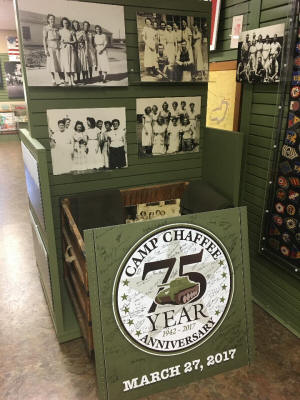 CAMP CHAFFEE
75
YEAR
1942 - 2017
ANNIVERSARY
MARCH 27, 2017